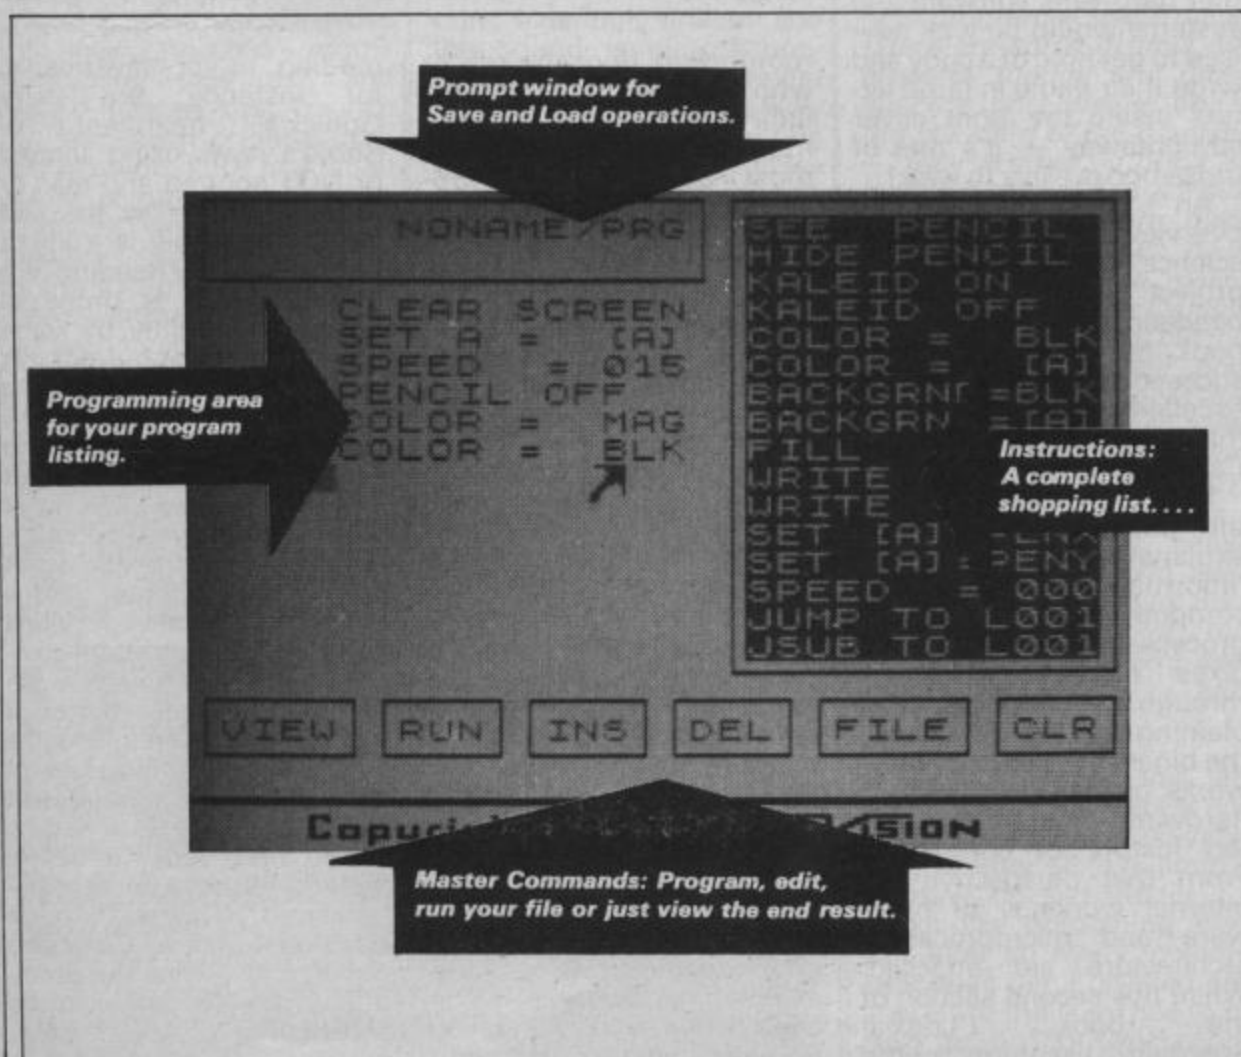 Prompt window for
Save and Load operations.
NONAME/PRG
CLEAR SCREEN
SET A = [A]
SPEED = 015
PENCIL OFF
COLOR = MAG
COLOR = BLK
Programming area
for your program
listing.
SEE PENCIL
HIDE PENCIL
KALEID ON
KALEID OFF
COLOR = BLK
COLOR = [A]
BACKGRND =BLK
BACKGRN =[A]
FILL
WRITE
WRITE
SET [A]
SET [A] = PENY
SPEED = 000
JUMP TO L001
JSUB TO L001
Instructions:
A complete
shopping list....
VIEW RUN INS DEL FILE CLR
Master Commands: Program, edit,
run your file or just view the end result.